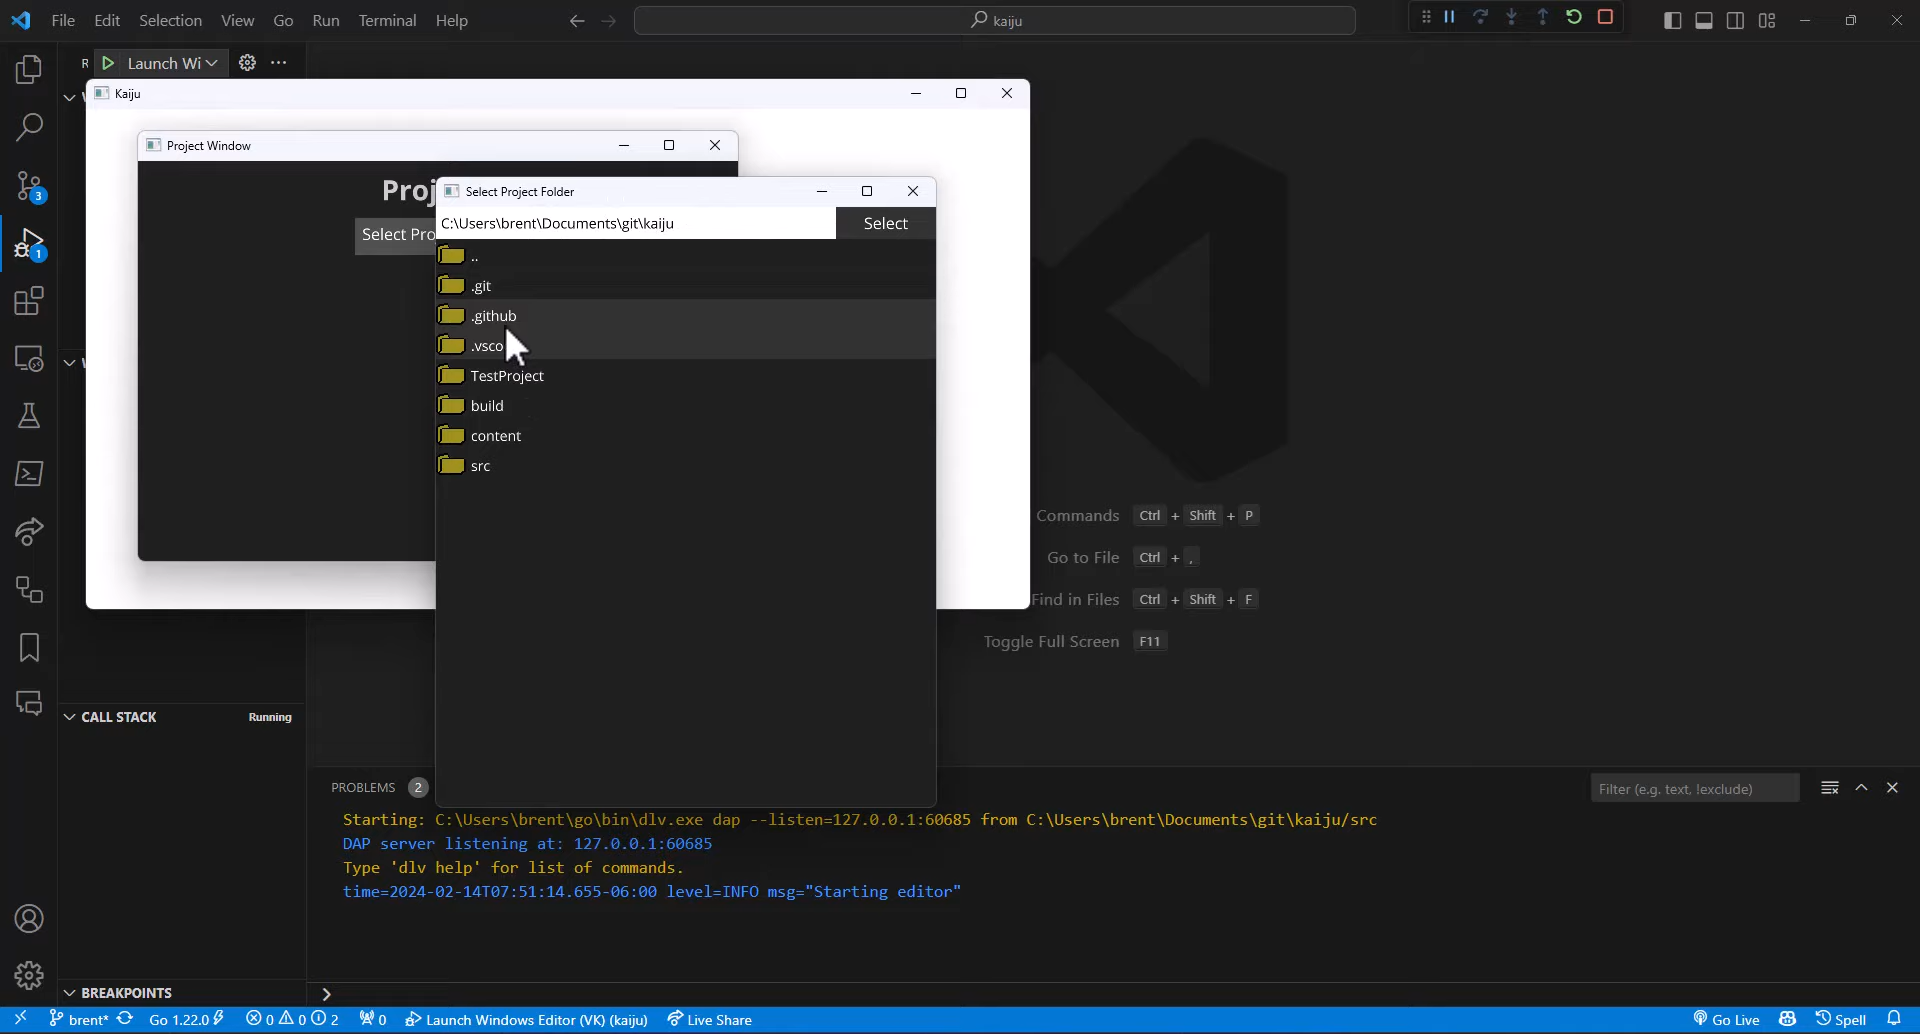 File Edit Selection View Go Run Terminal Help
kaiju
R Launch Wi
Kaiju
Project Window
Proj
Select Pro
Select Project Folder
C:\Users\brent\Documents\git\kaiju
Select
..
.git
.github
.vsco
TestProject
build
content
src
Commands Ctrl + Shift + P
Go to File Ctrl + ,
Find in Files Ctrl + Shift + F
Toggle Full Screen F11
CALL STACK Running
PROBLEMS 2
Filter (e.g. text, !exclude)
Starting: C:\Users\brent\go\bin\dlv.exe dap --listen=127.0.0.1:60685 from C:\Users\brent\Documents\git\kaiju/src
DAP server listening at: 127.0.0.1:60685
Type 'dlv help' for list of commands.
time=2024-02-14T07:51:14.655-06:00 level=INFO msg="Starting editor"
3
1
BREAKPOINTS
brent* Go 1.22.0 0 0 2 0 Launch Windows Editor (VK) (kaiju) Live Share Go Live Spell